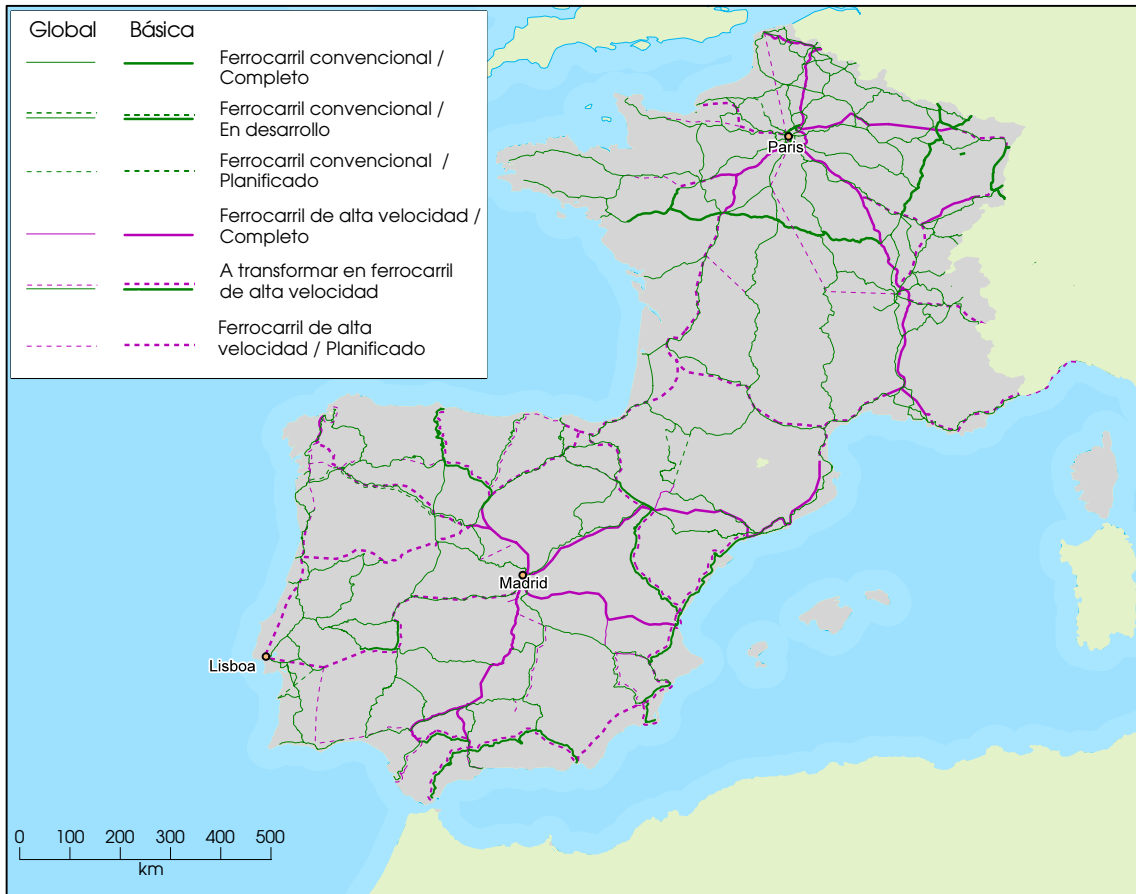 Global Básica
Ferrocarril convencional /
Completo
Ferrocarril convencional /
En desarrollo
Ferrocarril convencional /
Planificado
Ferrocarril de alta velocidad /
Completo
A transformar en ferrocarril
de alta velocidad
Ferrocarril de alta
velocidad / Planificado
Paris
Madrid
Lisboa
0 100 200 300 400 500
km